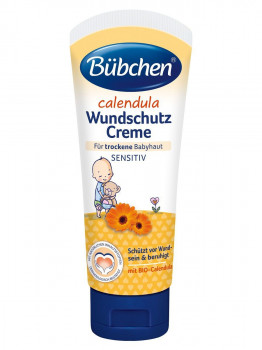 Bübchen®
calendula
Wundschutz
Creme
Für trockene Babyhaut
SENSITIV
Schützt vor Wund-
sein & beruhigt
mit BIO-Calendula